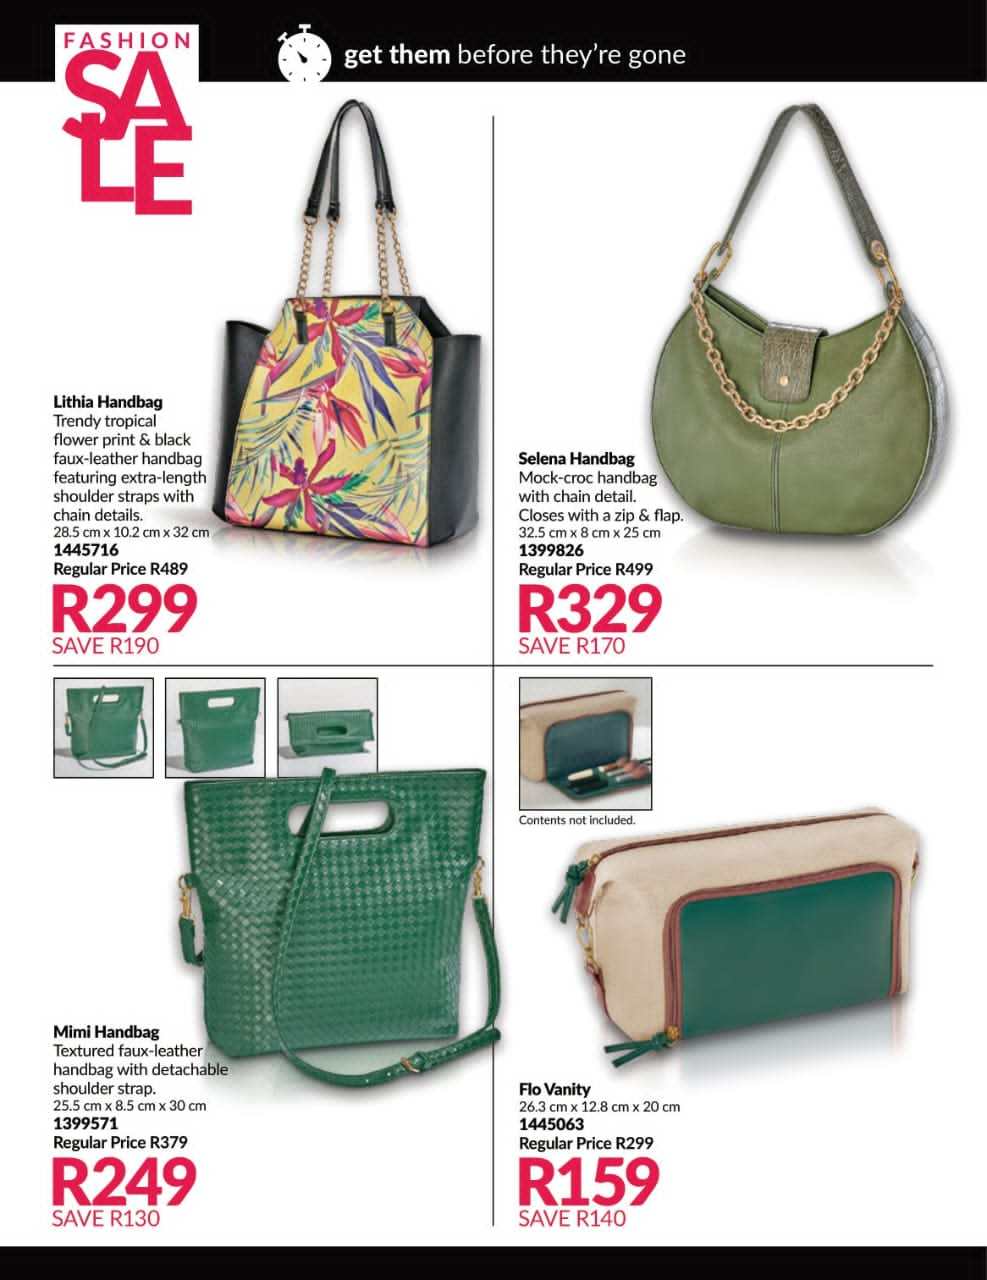 FASHION
SA
LE
get them before they're gone
Lithia Handbag
Trendy tropical
flower print & black
faux-leather handbag
featuring extra-length
shoulder straps with
chain details.
28.5 cm x 10.2 cm x 32 cm
1445716
Regular Price R489
R299
SAVE R190
Selena Handbag
Mock-croc handbag
with chain detail.
Closes with a zip & flap.
32.5 cm x 8 cm x 25 cm
1399826
Regular Price R499
R329
SAVE R170
Mimi Handbag
Textured faux-leather
handbag with detachable
shoulder strap.
25.5 cm x 8.5 cm x 30 cm
1399571
Regular Price R379
R249
SAVE R130
Contents not included.
Flo Vanity
26.3 cm x 12.8 cm x 20 cm
1445063
Regular Price R299
R159
SAVE R140